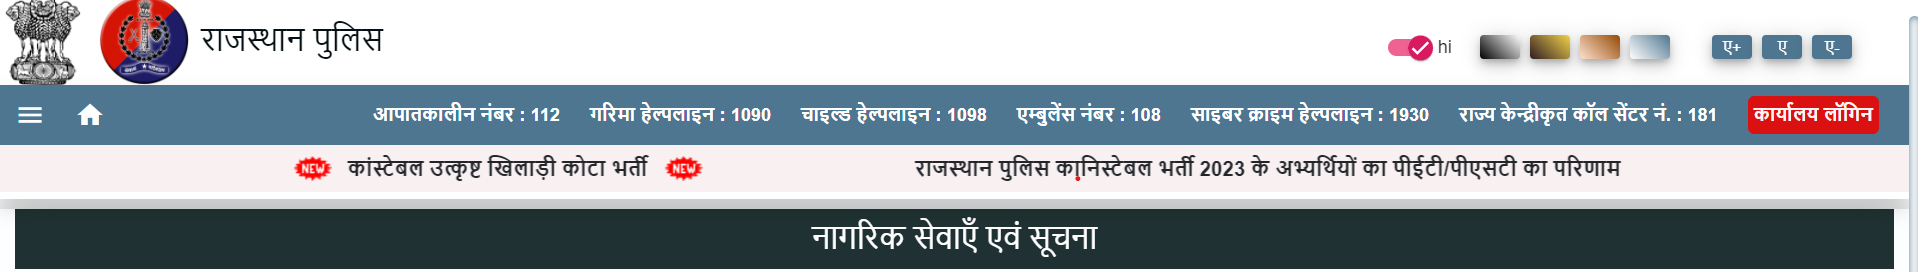 राजस्थान पुलिस
hi ए+ ए ए-
आपातकालीन नंबर : 112 गरिमा हेल्पलाइन : 1090 चाइल्ड हेल्पलाइन : 1098 एम्बुलेंस नंबर : 108 साइबर क्राइम हेल्पलाइन : 1930 राज्य केन्द्रीकृत कॉल सेंटर नं. : 181 कार्यालय लॉगिन
NEW कांस्टेबल उत्कृष्ट खिलाड़ी कोटा भर्ती NEW राजस्थान पुलिस कानिस्टेबल भर्ती 2023 के अभ्यर्थियों का पीईटी/पीएसटी का परिणाम
नागरिक सेवाएँ एवं सूचना